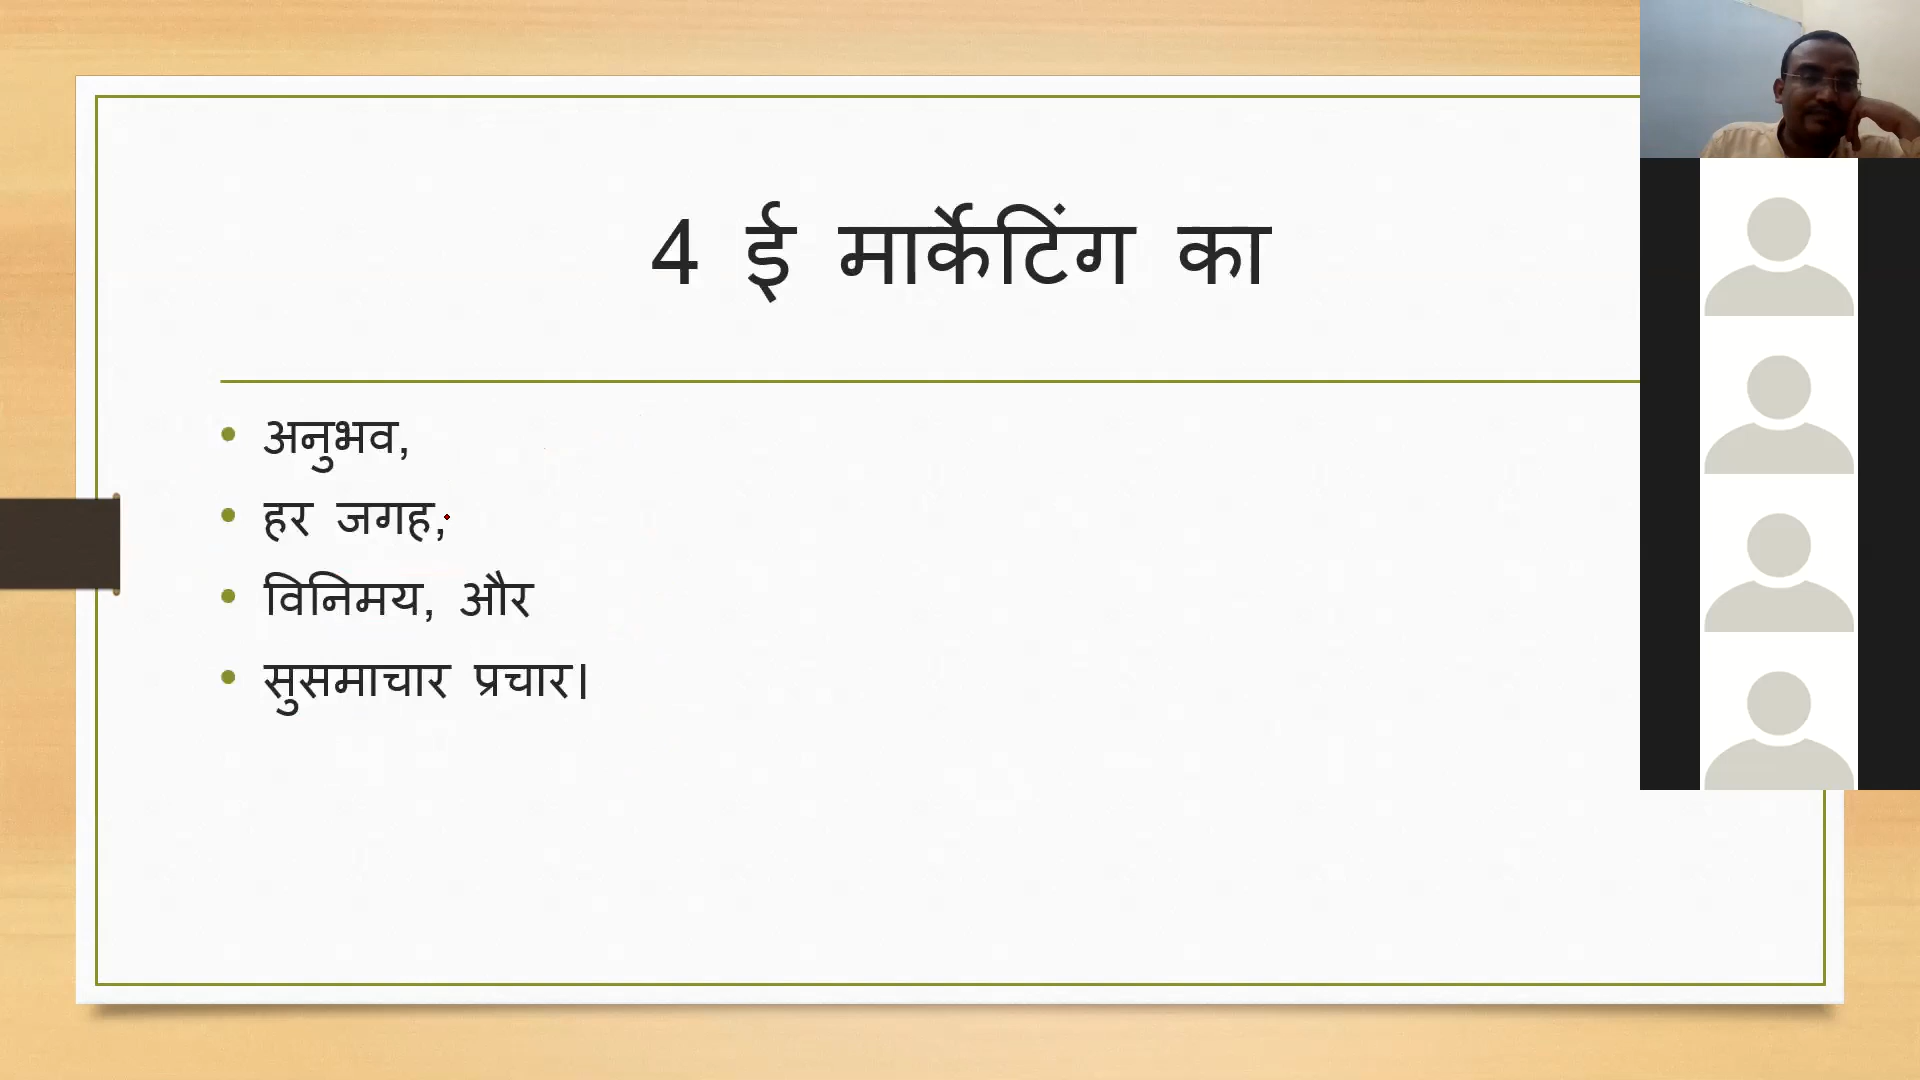 4 ई मार्केटिंग का
अनुभव,
हर जगह,
विनिमय, और
सुसमाचार प्रचार।